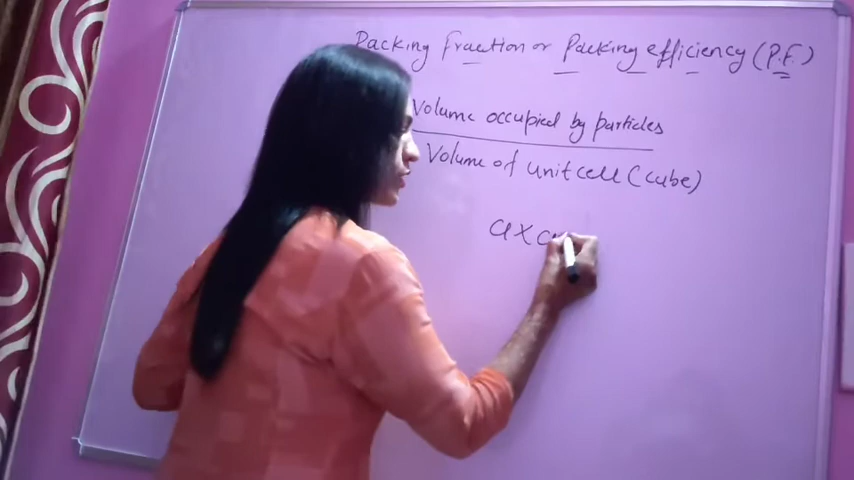 Packing fraction or Packing efficiency (P.F.)
Volume occupied by particles
Volume of unit cell (cube)
a x a